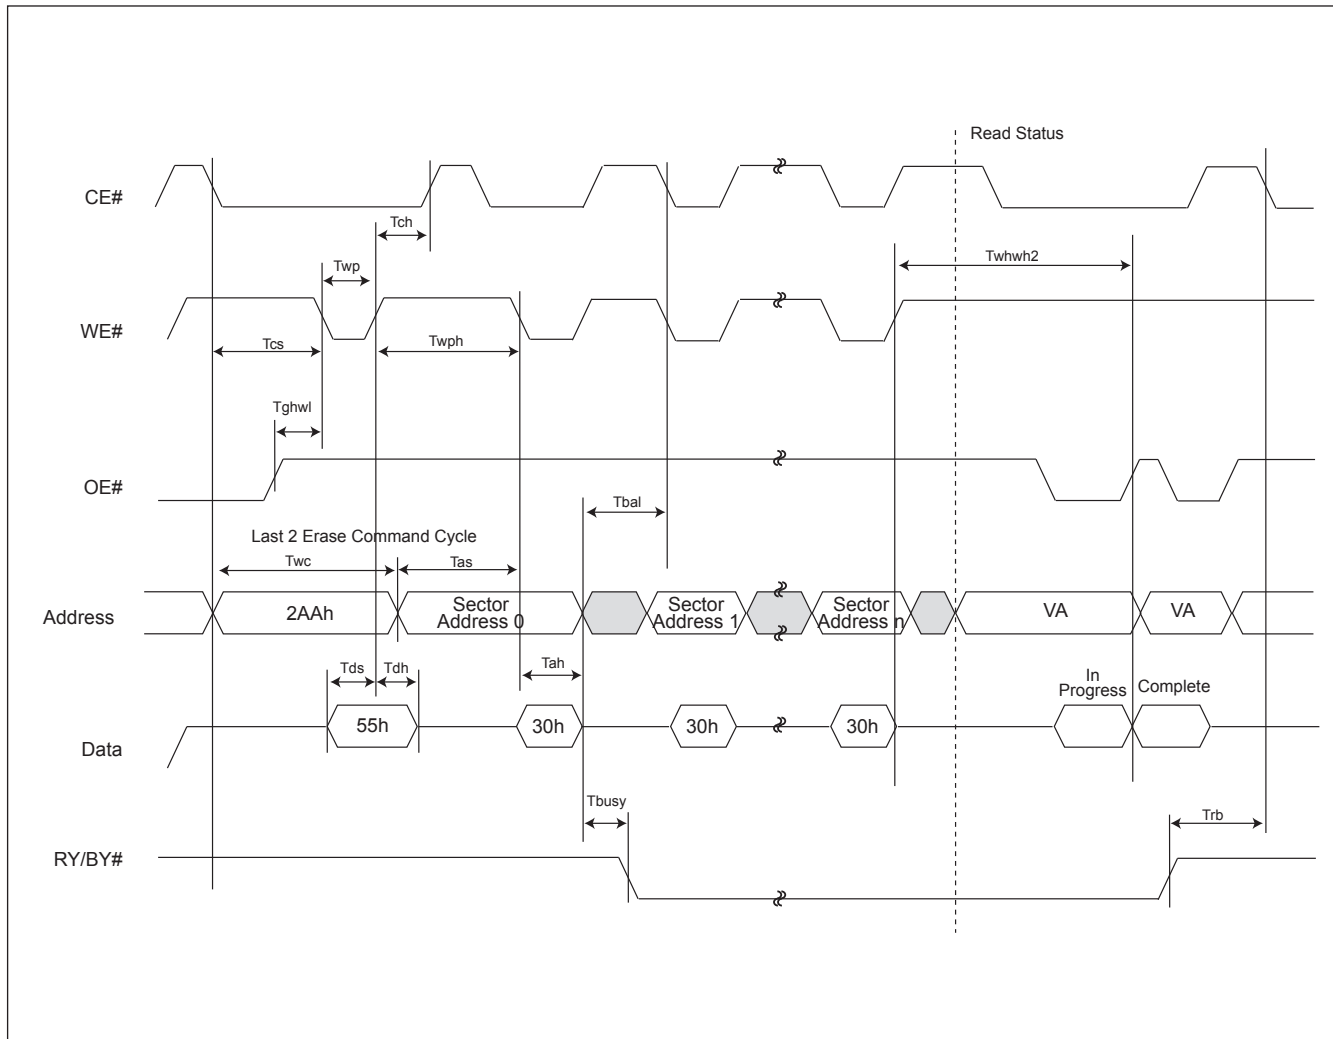 Read Status
CE#
Tch
Twhwh2
Twp
WE#
Tcs
Twph
Tghwl
OE#
Tbal
Last 2 Erase Command Cycle
Twc
Tas
Address
2AAh
Sector
Address 0
Sector
Address 1
Sector
Address n
VA
VA
Tds
Tdh
Tah
In
Progress
Complete
55h
30h
30h
30h
Data
Tbusy
Trb
RY/BY#